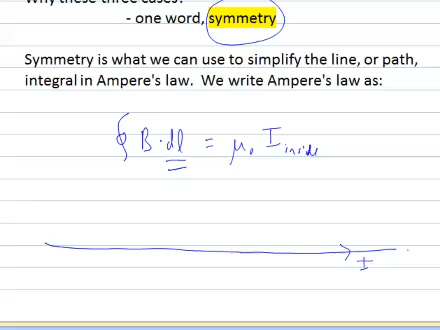 Why these three cases?
- one word, symmetry
Symmetry is what we can use to simplify the line, or path,
integral in Ampere's law. We write Ampere's law as:
∮ B · dl = μ₀ I inside
I